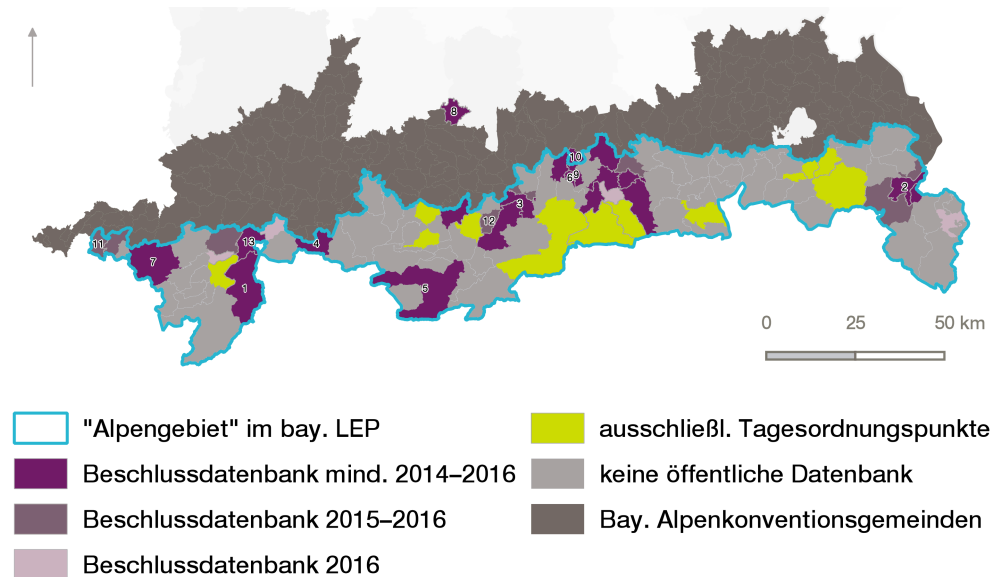 8
10
6 9
2
3
12
11
13
4
7
1
5
0 25 50 km
"Alpengebiet" im bay. LEP
Beschlussdatenbank mind. 2014–2016
Beschlussdatenbank 2015–2016
Beschlussdatenbank 2016
ausschließl. Tagesordnungspunkte
keine öffentliche Datenbank
Bay. Alpenkonventionsgemeinden